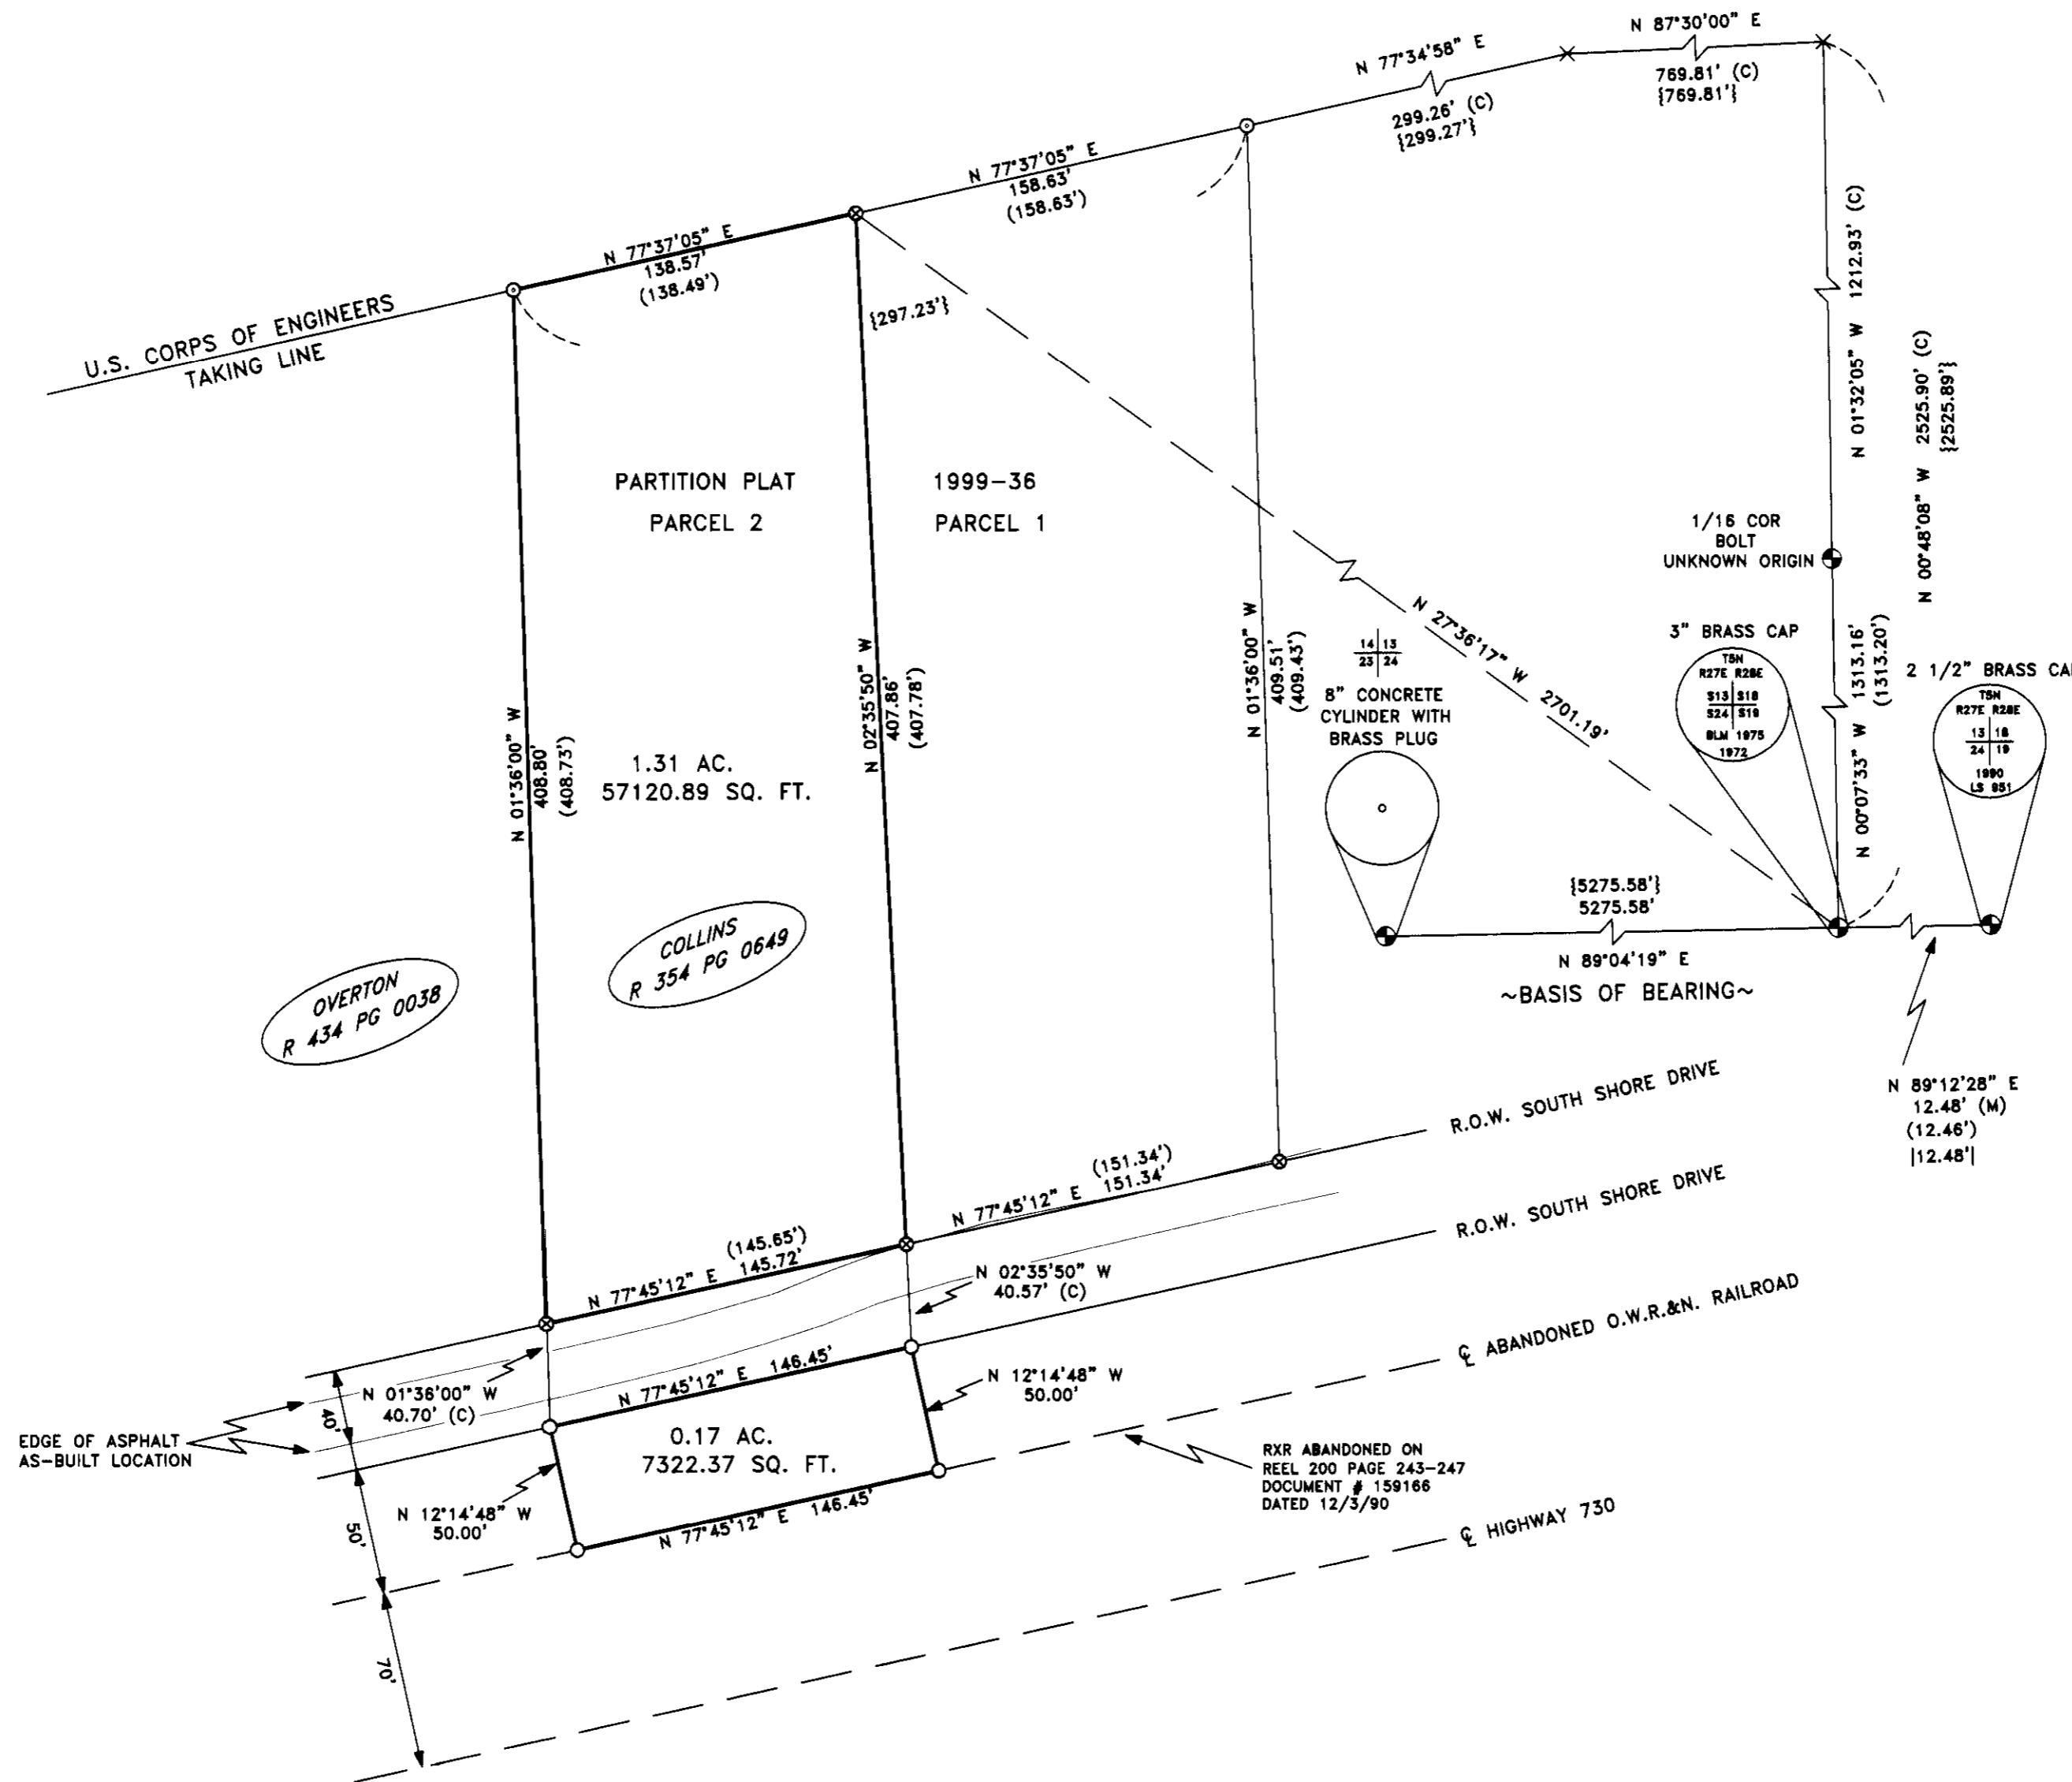 N 87°30'00" E
769.81' (C)
{769.81'}
N 77°34'58" E
299.26' (C)
{299.27'}
N 77°37'05" E
158.63'
(158.63')
N 77°37'05" E
138.57'
(138.49')
{297.23'}
U.S. CORPS OF ENGINEERS
TAKING LINE
N 01°32'05" W 1212.93' (C)
N 00°48'08" W 2525.90' (C)
{2525.89'}
PARTITION PLAT
PARCEL 2
1999-36
PARCEL 1
1/16 COR
BOLT
UNKNOWN ORIGIN
N 01°36'00" W
408.80'
(408.73')
N 02°35'50" W
407.86'
(407.78')
N 01°36'00" W
409.51'
(409.43')
N 27°36'17" W 2701.19'
1.31 AC.
57120.89 SQ. FT.
14 13
23 24
8" CONCRETE
CYLINDER WITH
BRASS PLUG
3" BRASS CAP
T5N
R27E R28E
S13 S18
S24 S19
BLM 1975
1972
N 00°07'33" W 1313.16'
(1313.20')
2 1/2" BRASS CA
T5N
R27E R28E
13 18
24 19
1990
LS 951
{5275.58'}
5275.58'
N 89°04'19" E
~BASIS OF BEARING~
N 89°12'28" E
12.48' (M)
(12.46')
|12.48'|
OVERTON
R 434 PG 0038
COLLINS
R 354 PG 0649
R.O.W. SOUTH SHORE DRIVE
(151.34')
N 77°45'12" E 151.34'
(145.65')
N 77°45'12" E 145.72'
R.O.W. SOUTH SHORE DRIVE
N 02°35'50" W
40.57' (C)
N 01°36'00" W
40.70' (C)
N 77°45'12" E 146.45'
N 12°14'48" W
50.00'
℄ ABANDONED O.W.R.&N. RAILROAD
EDGE OF ASPHALT
AS-BUILT LOCATION
40'
50'
70'
0.17 AC.
7322.37 SQ. FT.
N 12°14'48" W
50.00'
N 77°45'12" E 146.45'
RXR ABANDONED ON
REEL 200 PAGE 243-247
DOCUMENT # 159166
DATED 12/3/90
℄ HIGHWAY 730